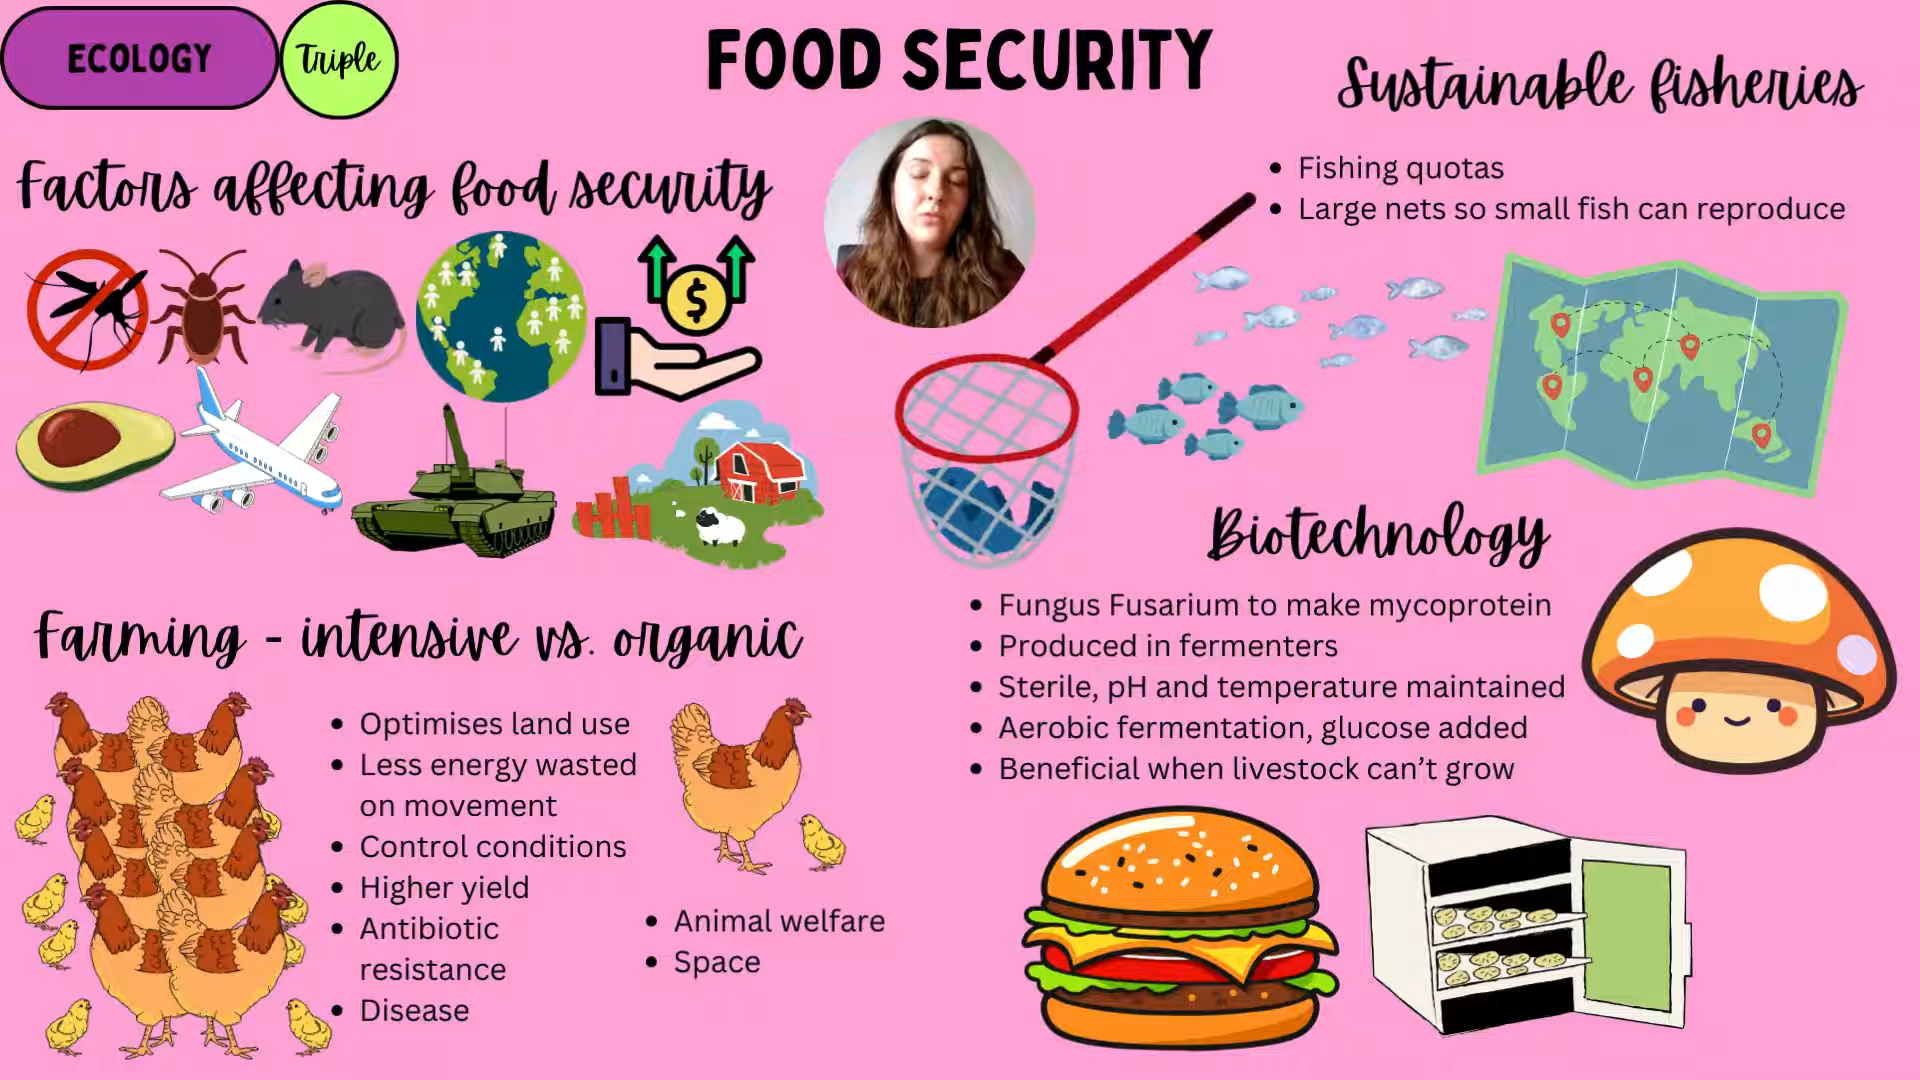 ECOLOGY
Triple
FOOD SECURITY
Factors affecting food security
Farming - intensive vs. organic
• Optimises land use
• Less energy wasted
on movement
• Control conditions
• Higher yield
• Antibiotic
resistance
• Disease
• Animal welfare
• Space
Sustainable fisheries
• Fishing quotas
• Large nets so small fish can reproduce
Biotechnology
• Fungus Fusarium to make mycoprotein
• Produced in fermenters
• Sterile, pH and temperature maintained
• Aerobic fermentation, glucose added
• Beneficial when livestock can’t grow